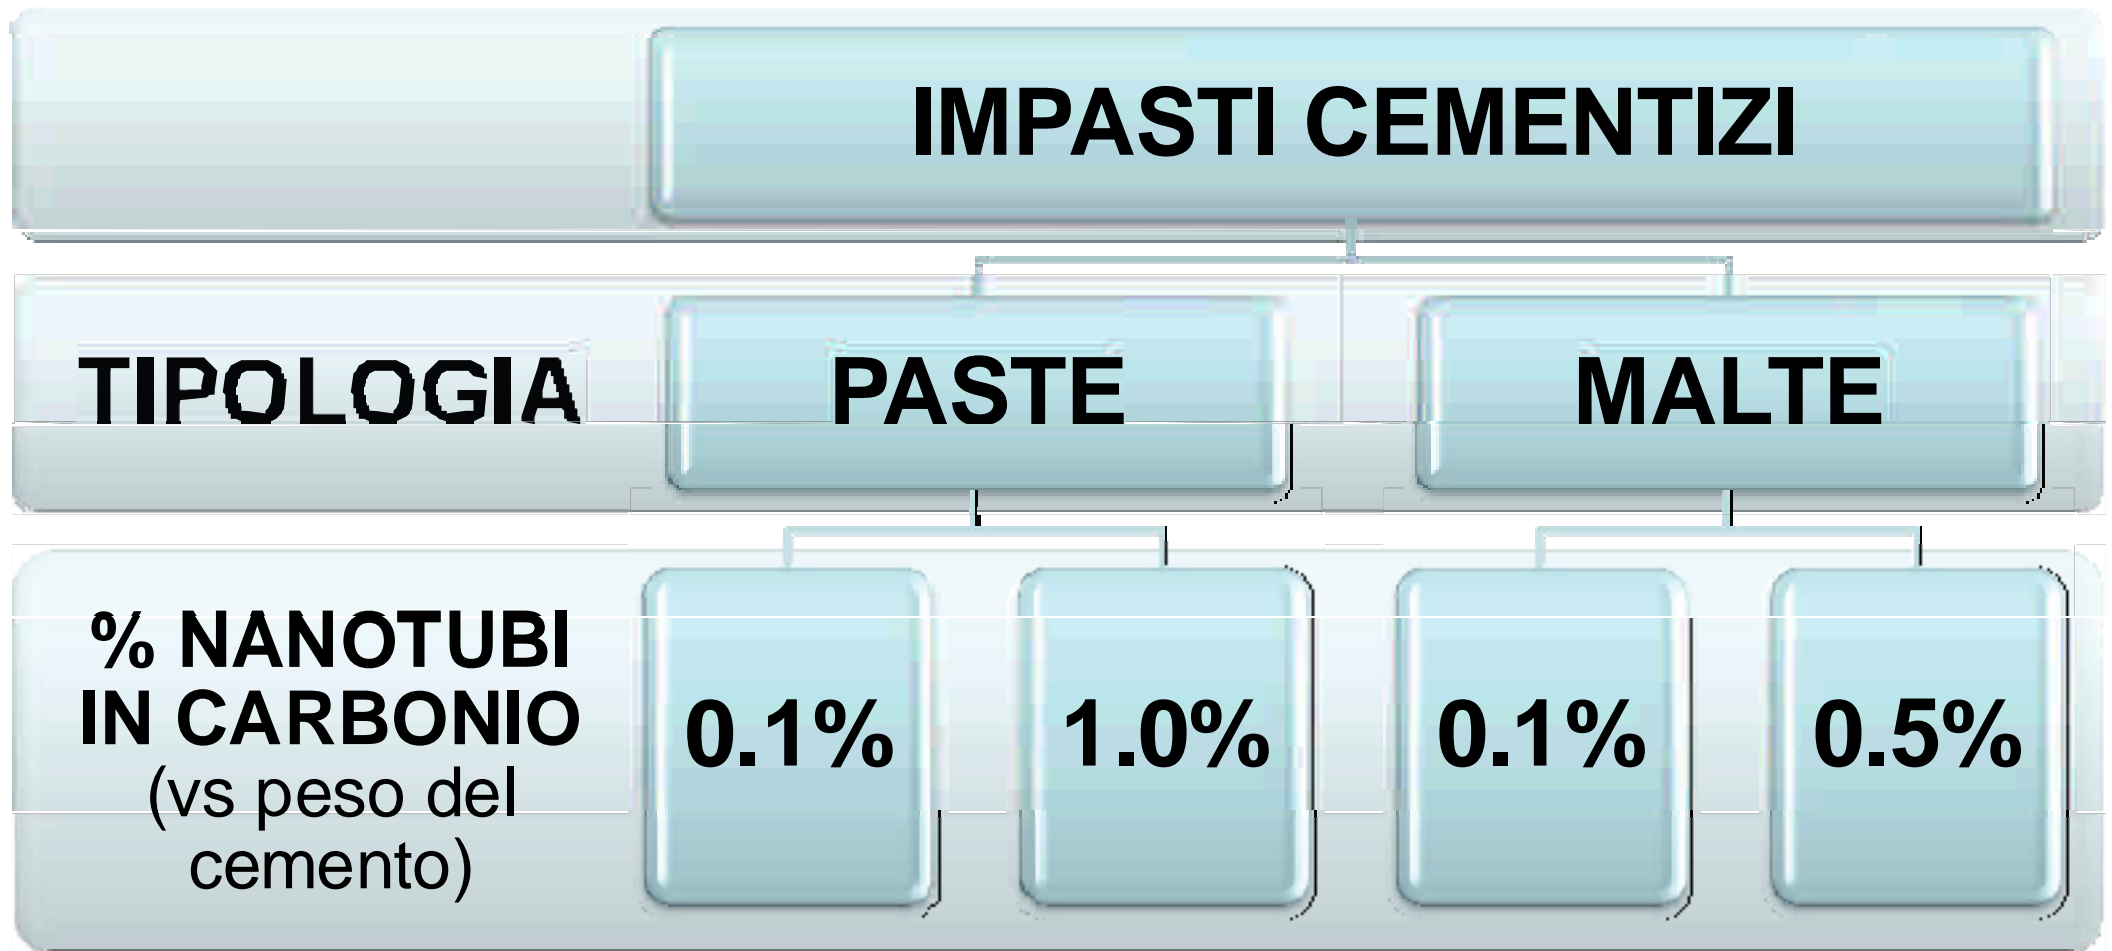 IMPASTI CEMENTIZI
TIPOLOGIA
PASTE
MALTE
% NANOTUBI
IN CARBONIO
(vs peso del
cemento)
0.1%
1.0%
0.1%
0.5%